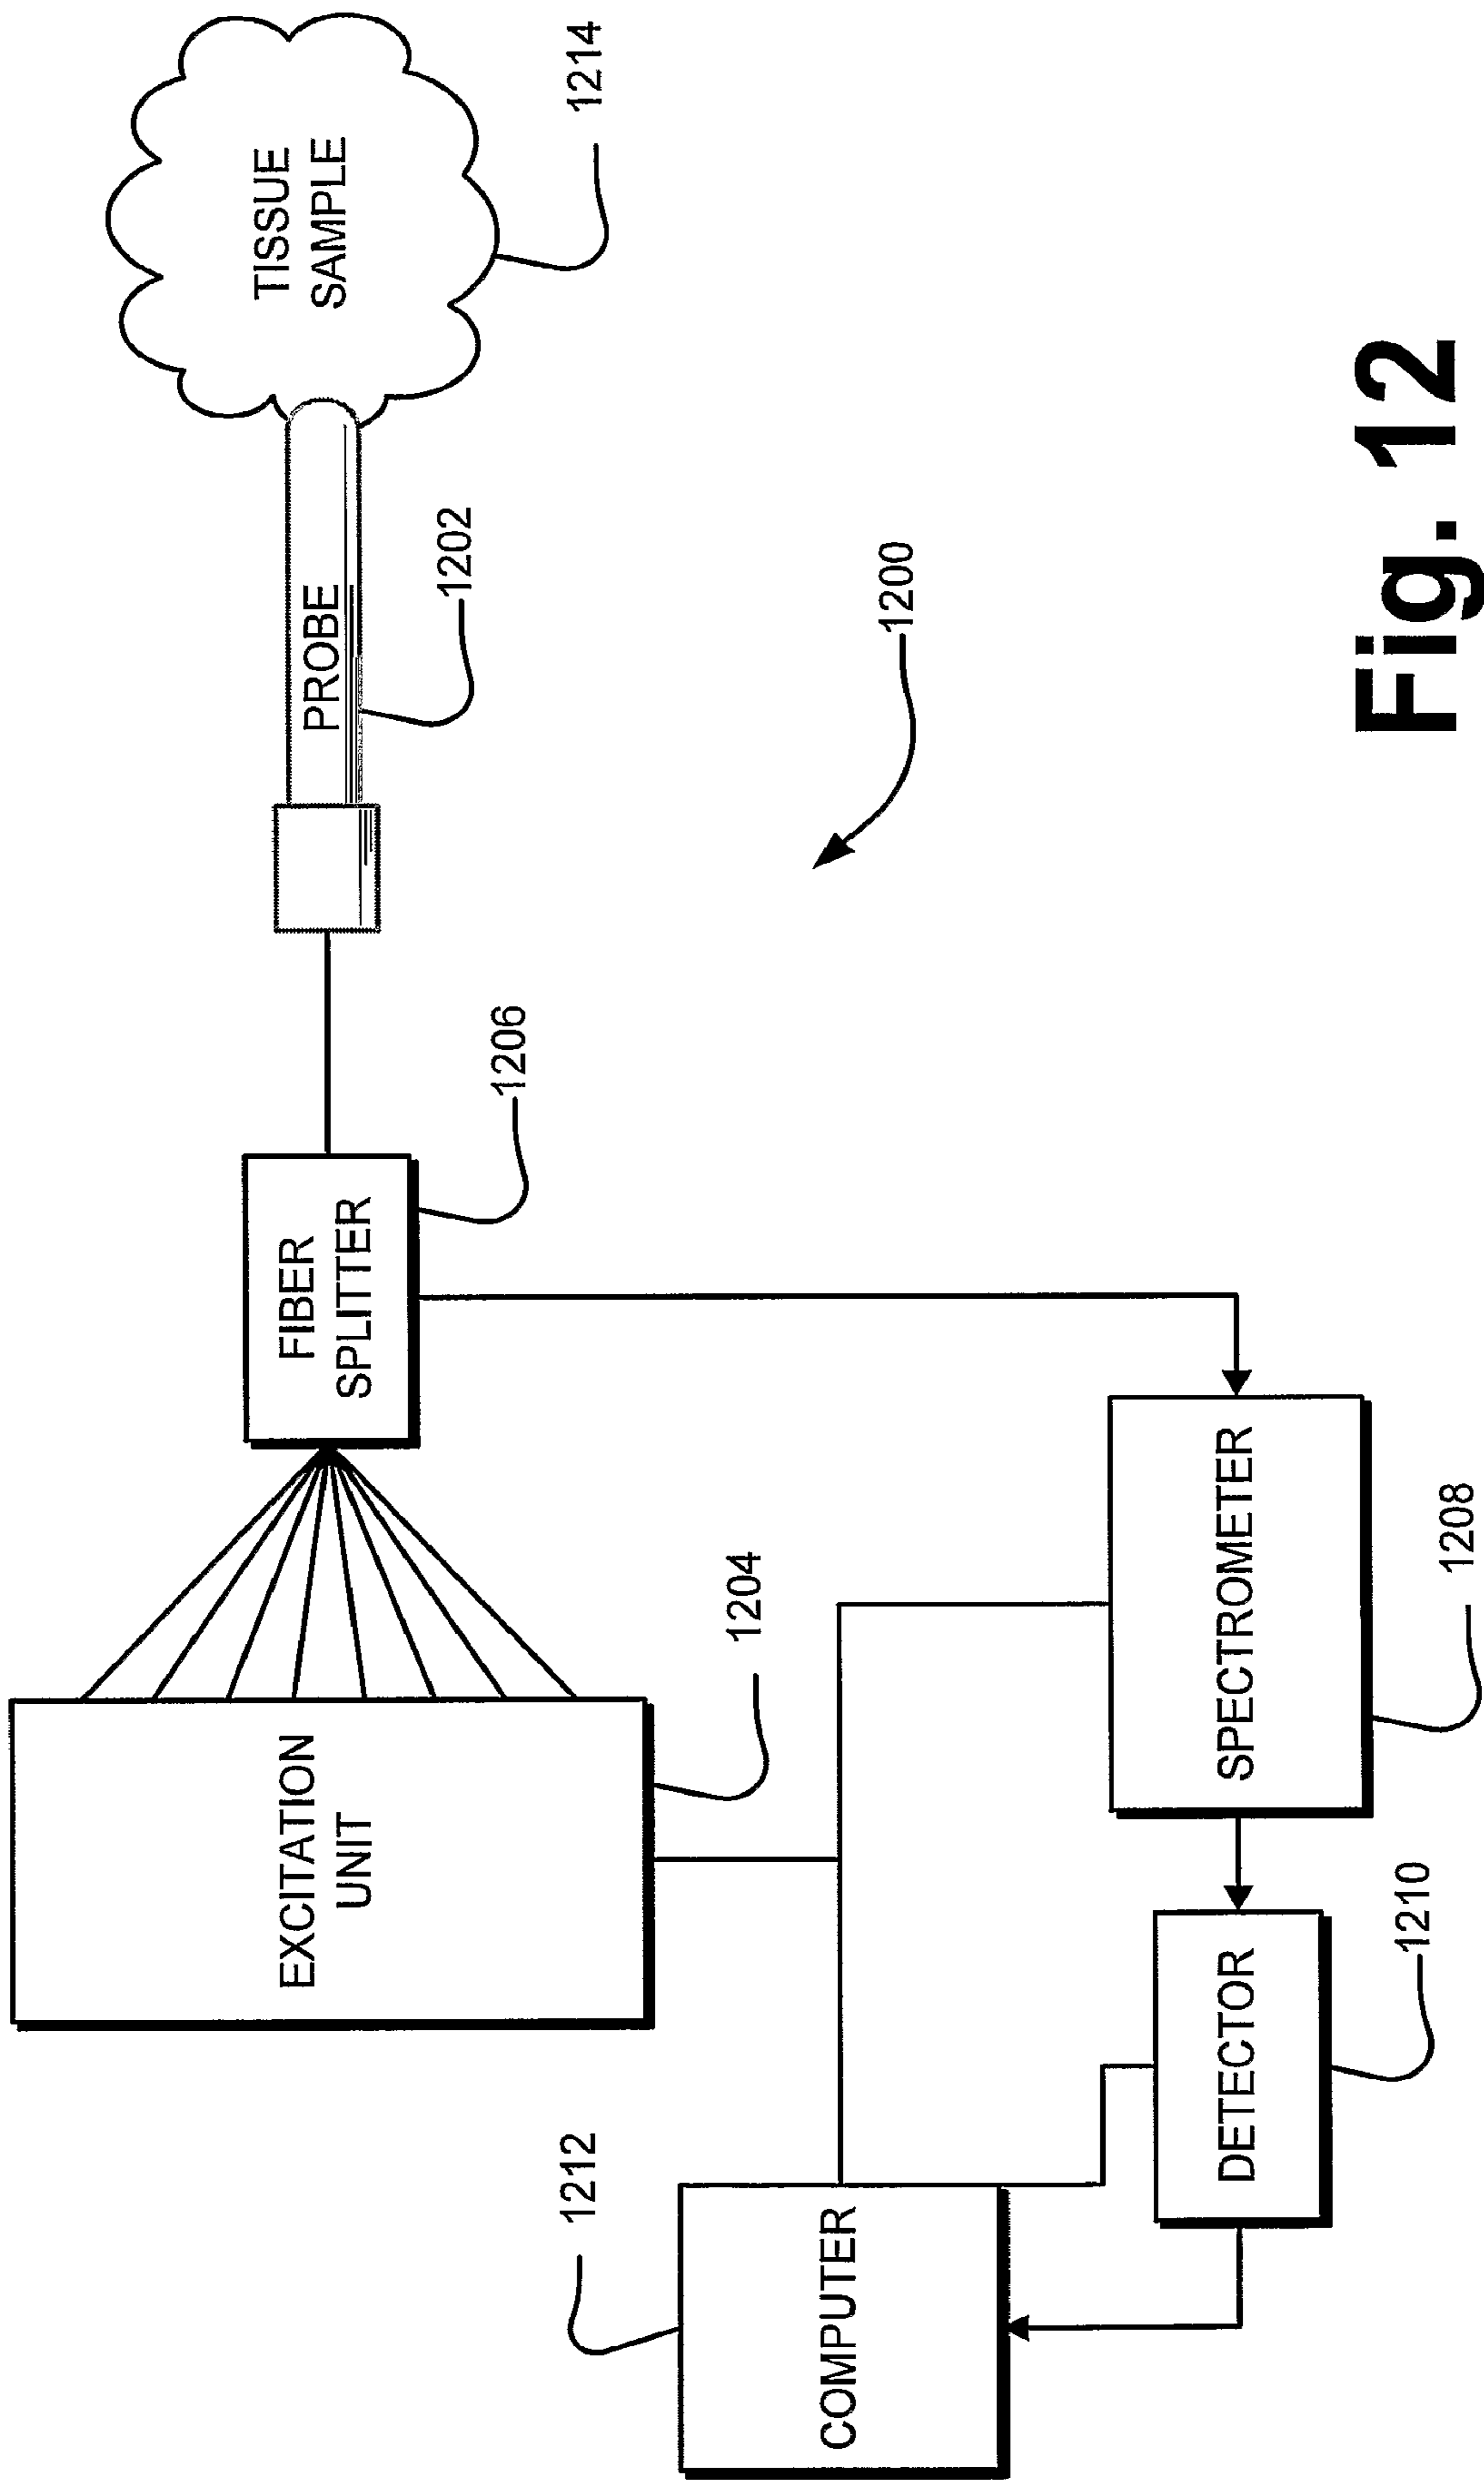 TISSUE
SAMPLE
1214
PROBE
1202
1200
FIBER
SPLITTER
1206
EXCITATION
UNIT
1204
SPECTROMETER
1208
DETECTOR
1210
COMPUTER
1212
Fig. 12